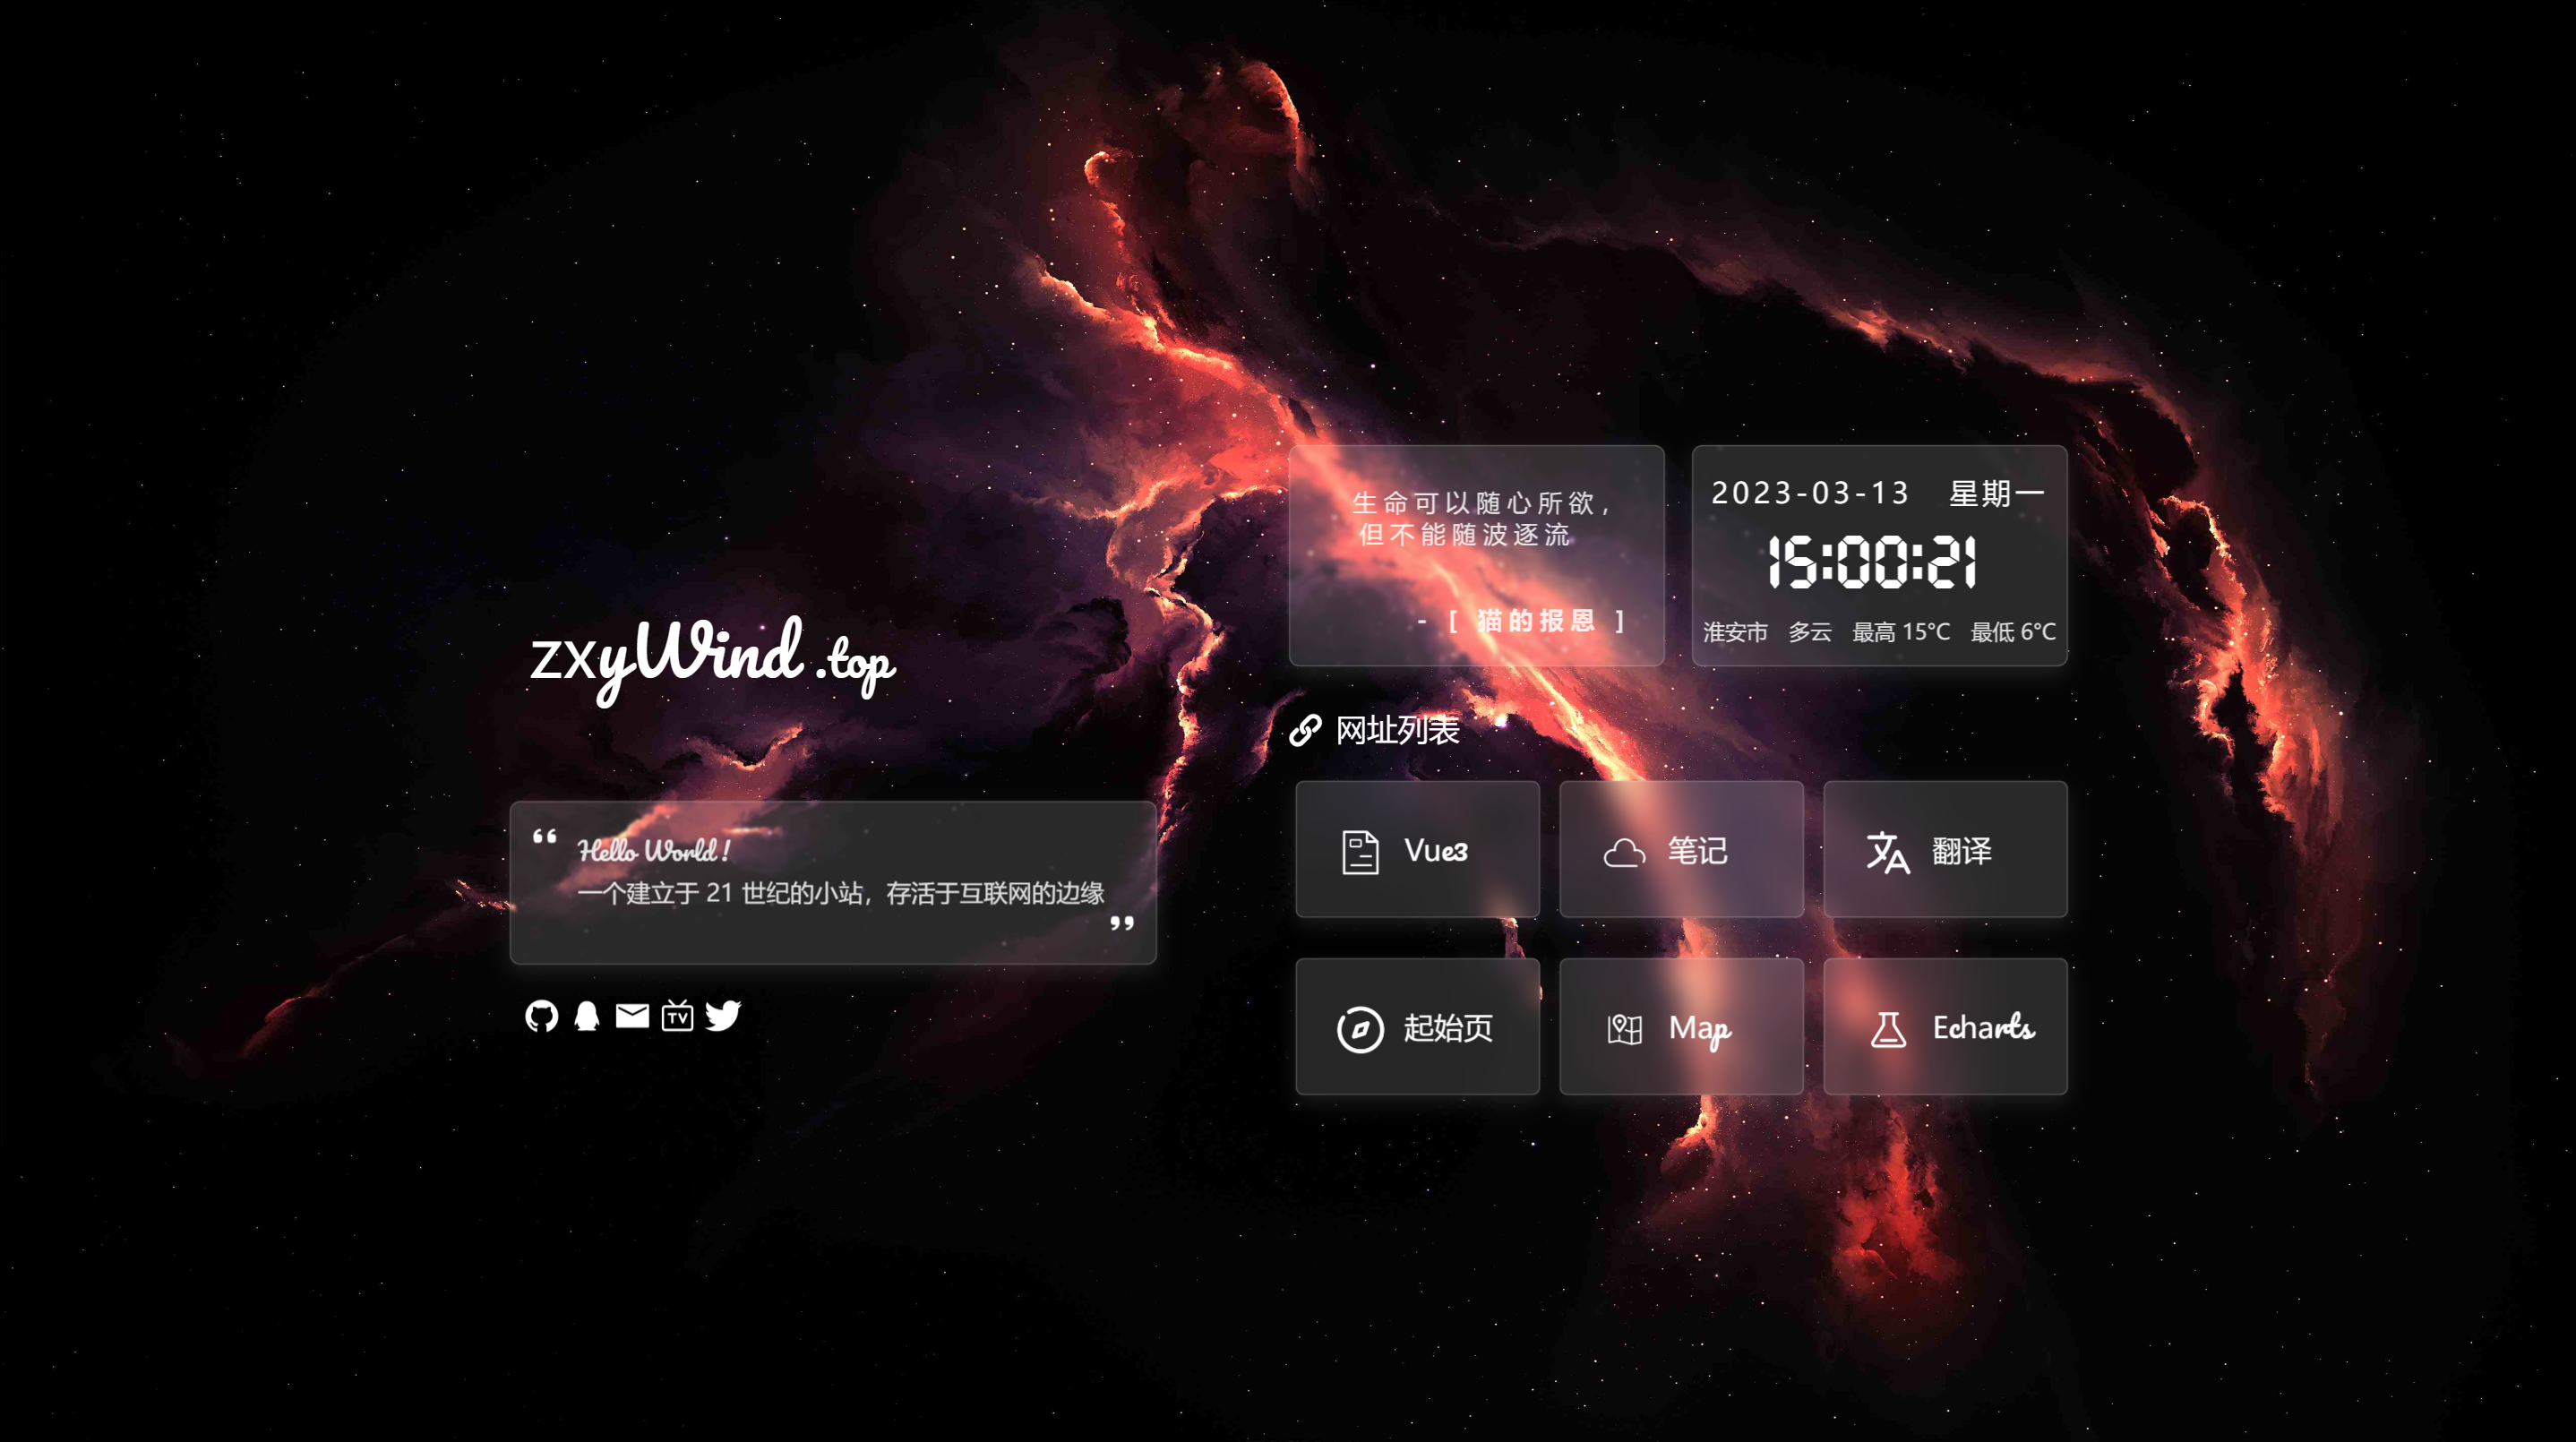 zxyWind .top
“
Hello World !
一个建立于 21 世纪的小站，存活于互联网的边缘
”
TV
生命可以随心所欲，
但不能随波逐流
- [ 猫的报恩 ]
2023-03-13 星期一
15:00:21
淮安市 多云 最高 15°C 最低 6°C
网址列表
Vue3
笔记
翻译
起始页
Map
Echarts